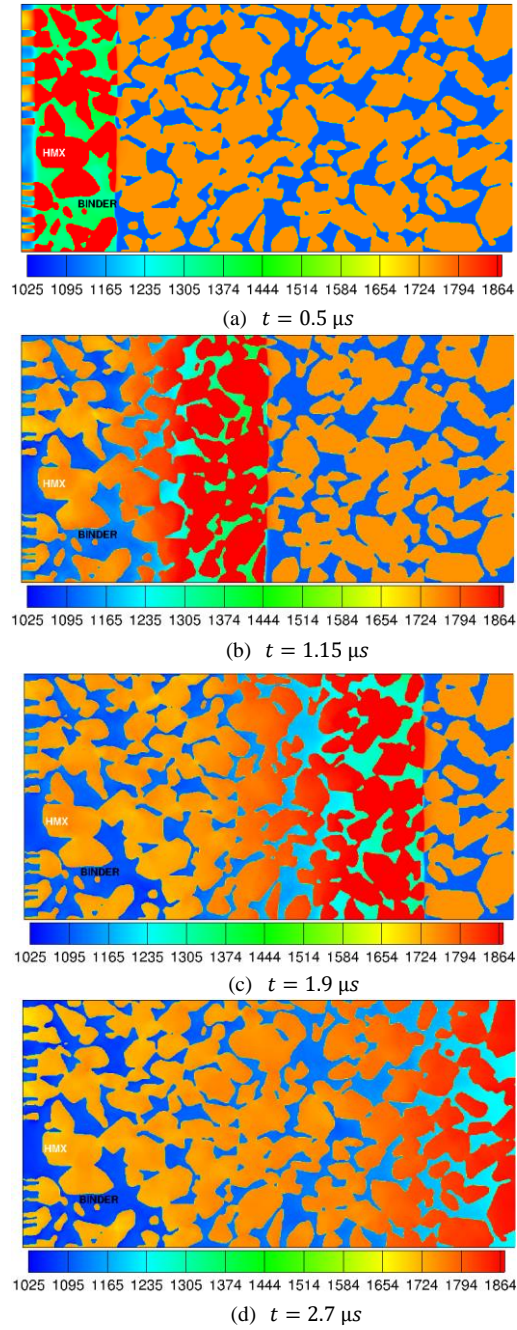 HMX
BINDER
1025 1095 1165 1235 1305 1374 1444 1514 1584 1654 1724 1794 1864
(a) t = 0.5 μs
HMX
BINDER
1025 1095 1165 1235 1305 1374 1444 1514 1584 1654 1724 1794 1864
(b) t = 1.15 μs
HMX
BINDER
1025 1095 1165 1235 1305 1374 1444 1514 1584 1654 1724 1794 1864
(c) t = 1.9 μs
HMX
BINDER
1025 1095 1165 1235 1305 1374 1444 1514 1584 1654 1724 1794 1864
(d) t = 2.7 μs